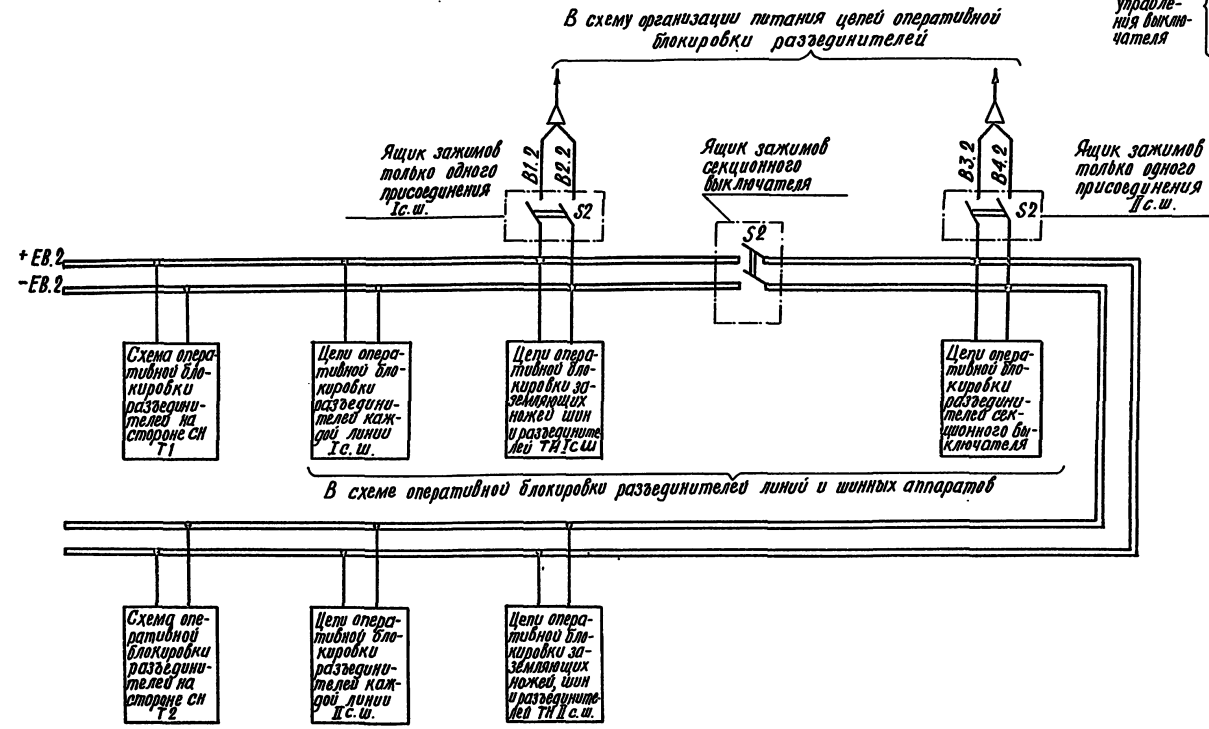 В схему организации питания цепей оперативной
блокировки разъединителей
управле-
ния выклю-
чателя
Ящик зажимов
только одного
присоединения
Iс.ш.
В1.2
В2.2
S2
Ящик зажимов
секционного
выключателя
S2
В3.2
В4.2
S2
Ящик зажимов
только одного
присоединения
IIс.ш.
+ЕВ.2
-ЕВ.2
Схема опера-
тивной бло-
кировки
разъедини-
телей на
стороне СН
Т1
Цепи опера-
тивной бло-
кировки
разъедини-
телей каж-
дой линии
Iс.ш.
Цепи опера-
тивной бло-
кировки за-
земляющих
ножей шин
и разъедините
лей ТН Iсш
Цепи опера-
тивной бло-
кировки
разъедини-
телей сек-
ционного вы-
ключателя
В схеме оперативной блокировки разъединителей линий и шинных аппаратов
Схема опе-
ративной
блокировки
разъедини-
телей на
стороне СН
Т2
Цепи опера-
тивной бло-
кировки
разъедини-
телей каж-
дой линии
IIс.ш.
Цепи опера-
тивной бло-
кировки за-
земляющих
ножей, шин
и разъедините-
лей ТН IIс.ш.